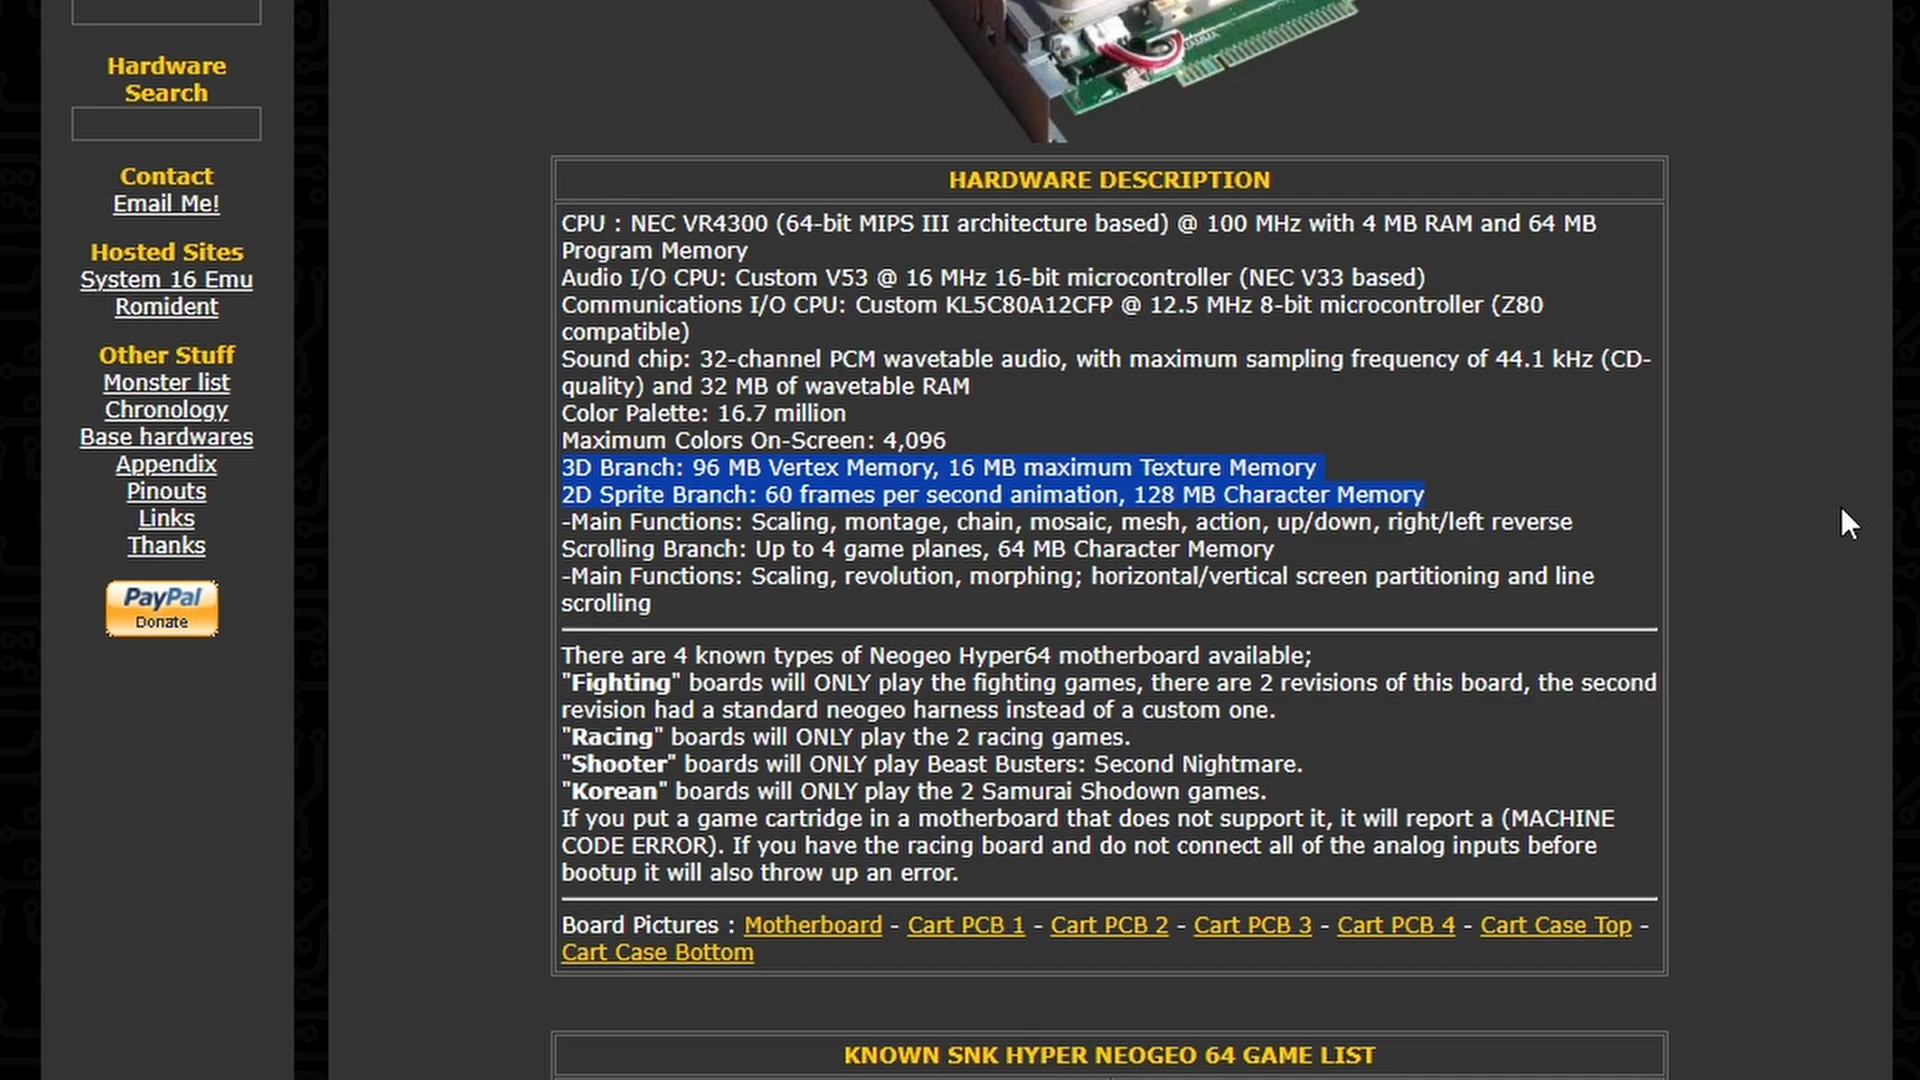 Hardware
Search
Contact
Email Me!
Hosted Sites
System 16 Emu
Romident
Other Stuff
Monster list
Chronology
Base hardwares
Appendix
Pinouts
Links
Thanks
PayPal
Donate
JAMMA
HARDWARE DESCRIPTION
CPU : NEC VR4300 (64-bit MIPS III architecture based) @ 100 MHz with 4 MB RAM and 64 MB
Program Memory
Audio I/O CPU: Custom V53 @ 16 MHz 16-bit microcontroller (NEC V33 based)
Communications I/O CPU: Custom KL5C80A12CFP @ 12.5 MHz 8-bit microcontroller (Z80
compatible)
Sound chip: 32-channel PCM wavetable audio, with maximum sampling frequency of 44.1 kHz (CD-
quality) and 32 MB of wavetable RAM
Color Palette: 16.7 million
Maximum Colors On-Screen: 4,096
3D Branch: 96 MB Vertex Memory, 16 MB maximum Texture Memory
2D Sprite Branch: 60 frames per second animation, 128 MB Character Memory
-Main Functions: Scaling, montage, chain, mosaic, mesh, action, up/down, right/left reverse
Scrolling Branch: Up to 4 game planes, 64 MB Character Memory
-Main Functions: Scaling, revolution, morphing; horizontal/vertical screen partitioning and line
scrolling
There are 4 known types of Neogeo Hyper64 motherboard available;
"Fighting" boards will ONLY play the fighting games, there are 2 revisions of this board, the second
revision had a standard neogeo harness instead of a custom one.
"Racing" boards will ONLY play the 2 racing games.
"Shooter" boards will ONLY play Beast Busters: Second Nightmare.
"Korean" boards will ONLY play the 2 Samurai Shodown games.
If you put a game cartridge in a motherboard that does not support it, it will report a (MACHINE
CODE ERROR). If you have the racing board and do not connect all of the analog inputs before
bootup it will also throw up an error.
Board Pictures : Motherboard - Cart PCB 1 - Cart PCB 2 - Cart PCB 3 - Cart PCB 4 - Cart Case Top -
Cart Case Bottom
KNOWN SNK HYPER NEOGEO 64 GAME LIST